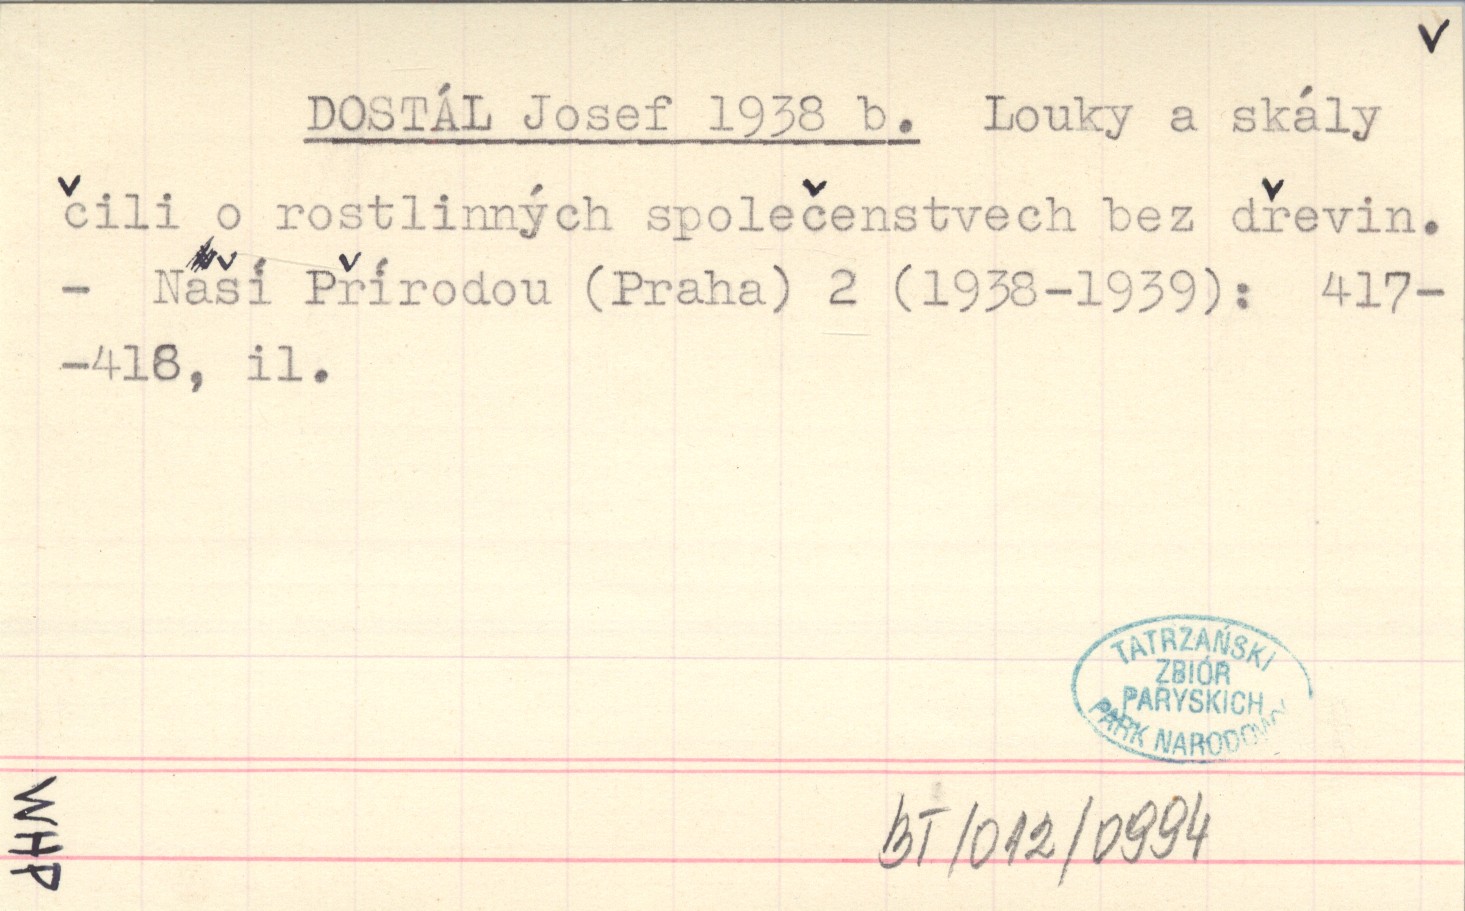 v
DOSTÁL Josef 1938 b. Louky a skály
čili o rostlinných společenstvech bez dřevin.
- Naší Přírodou (Praha) 2 (1938-1939): 417-
-418, il.
TATRZAŃSKI
ZBIÓR
PARYSKICH
PARK NARODOWY
WHP
BT/012/0994